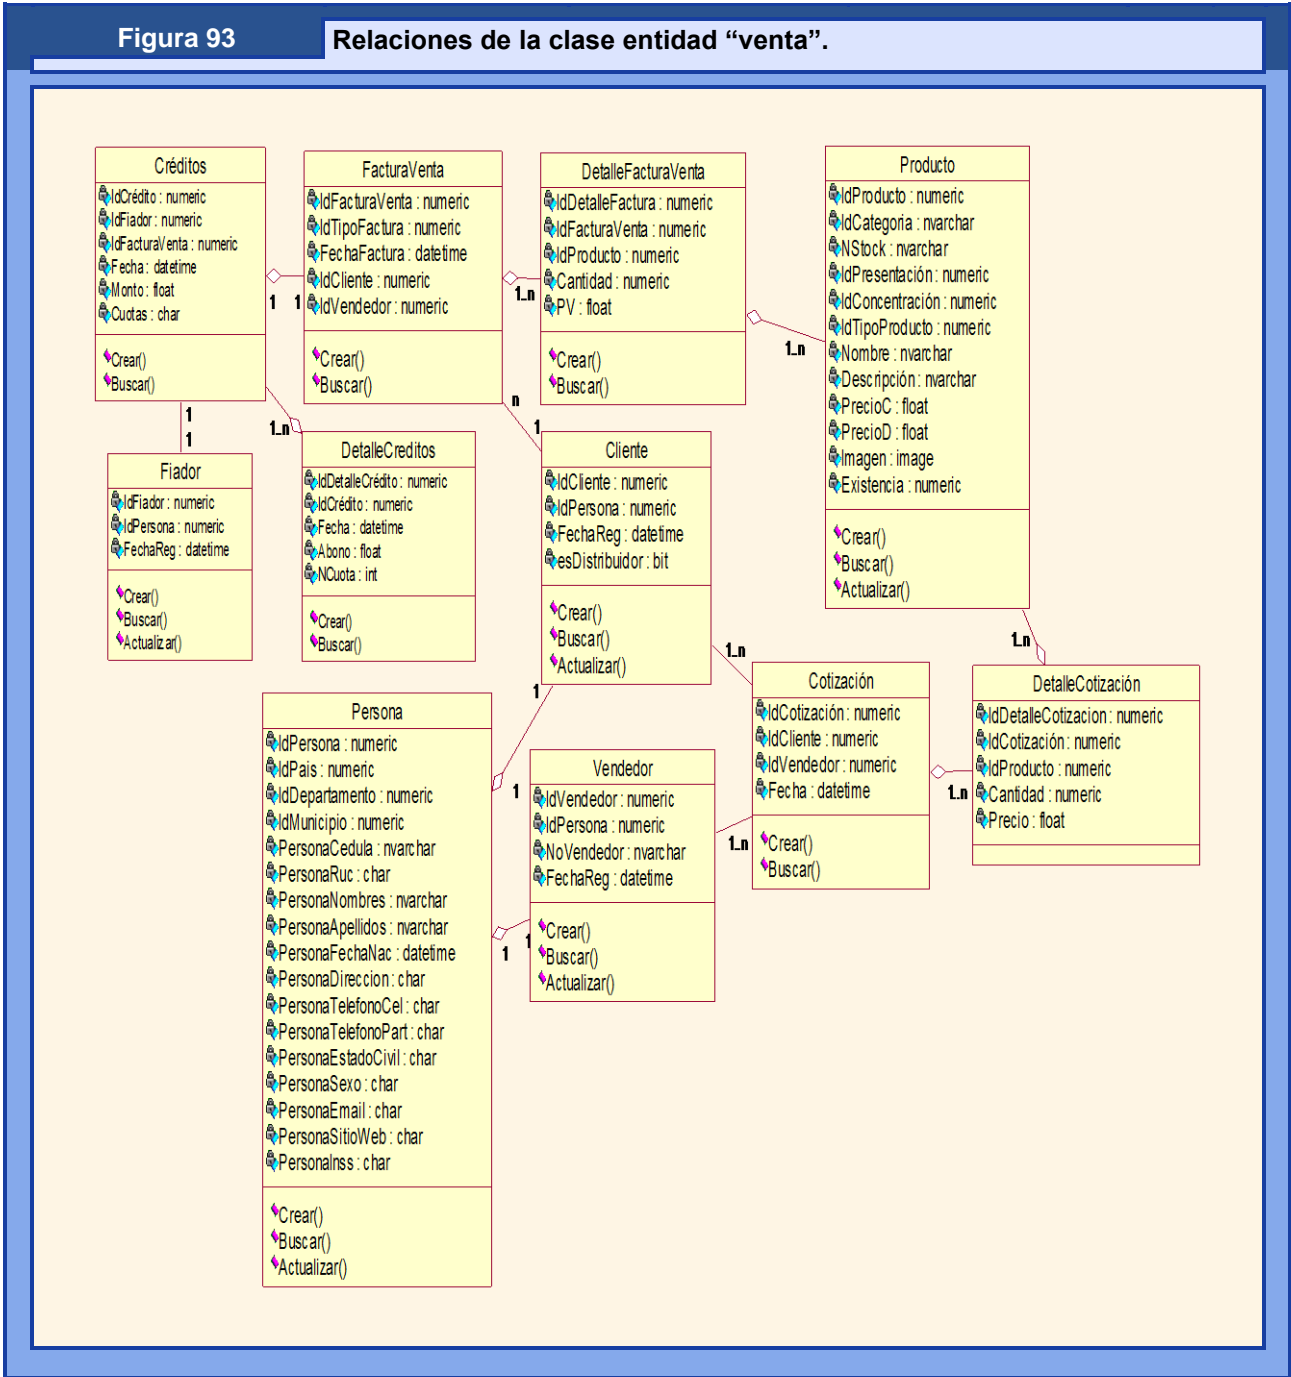 Figura 93
Relaciones de la clase entidad “venta”.
Créditos
IdCrédito : numeric
IdFiador : numeric
IdFacturaVenta : numeric
Fecha : datetime
Monto : float
Cuotas : char
Crear()
Buscar()
1
1
FacturaVenta
IdFacturaVenta : numeric
IdTipoFactura : numeric
FechaFactura : datetime
IdCliente : numeric
IdVendedor : numeric
Crear()
Buscar()
1..n
DetalleFacturaVenta
IdDetalleFactura : numeric
IdFacturaVenta : numeric
IdProducto : numeric
Cantidad : numeric
PV : float
Crear()
Buscar()
1..n
Producto
IdProducto : numeric
IdCategoria : nvarchar
NStock : nvarchar
IdPresentación : numeric
IdConcentración : numeric
IdTipoProducto : numeric
Nombre : nvarchar
Descripción : nvarchar
PrecioC : float
PrecioD : float
Imagen : image
Existencia : numeric
Crear()
Buscar()
Actualizar()
1
1
1..n
n
1
Fiador
IdFiador : numeric
IdPersona : numeric
FechaReg : datetime
Crear()
Buscar()
Actualizar()
DetalleCreditos
IdDetalleCrédito : numeric
IdCrédito : numeric
Fecha : datetime
Abono : float
NCuota : int
Crear()
Buscar()
Cliente
IdCliente : numeric
IdPersona : numeric
FechaReg : datetime
esDistribuidor : bit
Crear()
Buscar()
Actualizar()
1..n
1..n
1
1
Persona
IdPersona : numeric
IdPais : numeric
IdDepartamento : numeric
IdMunicipio : numeric
PersonaCedula : nvarchar
PersonaRuc : char
PersonaNombres : nvarchar
PersonaApellidos : nvarchar
PersonaFechaNac : datetime
PersonaDireccion : char
PersonaTelefonoCel : char
PersonaTelefonoPart : char
PersonaEstadoCivil : char
PersonaSexo : char
PersonaEmail : char
PersonaSitioWeb : char
PersonaInss : char
Crear()
Buscar()
Actualizar()
1
1
Vendedor
IdVendedor : numeric
IdPersona : numeric
NoVendedor : nvarchar
FechaReg : datetime
Crear()
Buscar()
Actualizar()
1..n
Cotización
IdCotización : numeric
IdCliente : numeric
IdVendedor : numeric
Fecha : datetime
Crear()
Buscar()
1..n
DetalleCotización
IdDetalleCotizacion : numeric
IdCotización : numeric
IdProducto : numeric
Cantidad : numeric
Precio : float